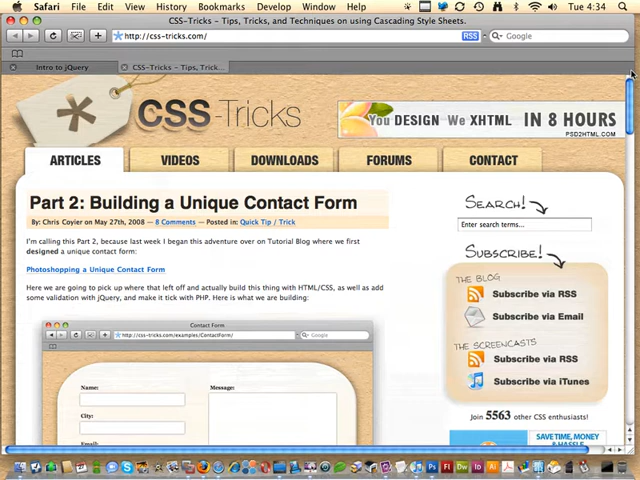 Safari File Edit View History Bookmarks Develop Window Help Tue 4:34
CSS-Tricks - Tips, Tricks, and Techniques on using Cascading Style Sheets.
http://css-tricks.com/ RSS Google
Intro to jQuery CSS-Tricks - Tips, Trick...
CSS-Tricks
You DESIGN We XHTML IN 8 HOURS
PSD2HTML.COM
ARTICLES VIDEOS DOWNLOADS FORUMS CONTACT
Part 2: Building a Unique Contact Form
By: Chris Coyier on May 27th, 2008 — 8 Comments — Posted in: Quick Tip / Trick
I'm calling this Part 2, because last week I began this adventure over on Tutorial Blog where we first
designed a unique contact form:
Photoshopping a Unique Contact Form
Here we are going to pick up where that left off and actually build this thing with HTML/CSS, as well as add
some validation with jQuery, and make it tick with PHP. Here is what we are building:
Contact Form
http://css-tricks.com/examples/ContactForm/ Google
Name: Message:
City:
Email:
SEARCH!
Enter search terms...
SUBSCRIBE!
THE BLOG
Subscribe via RSS
Subscribe via Email
THE SCREENCASTS
Subscribe via RSS
Subscribe via iTunes
Join 5563 other CSS enthusiasts!
SAVE TIME, MONEY
& HASSLE